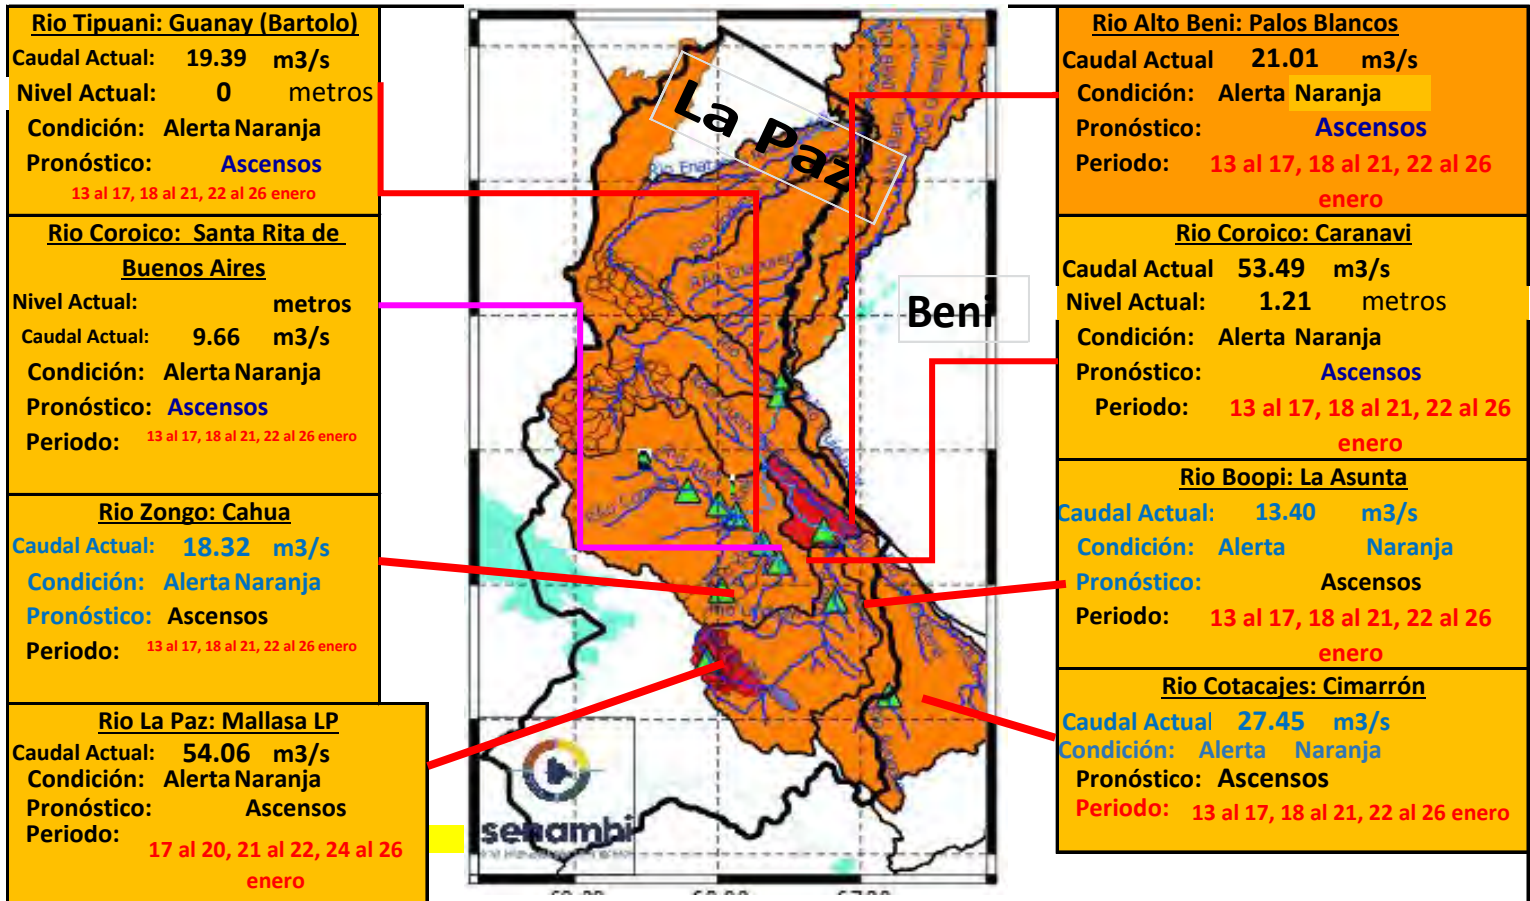 Rio Tipuani: Guanay (Bartolo)
Caudal Actual: 19.39 m3/s
Nivel Actual: 0 metros
Condición: Alerta Naranja
Pronóstico: Ascensos
13 al 17, 18 al 21, 22 al 26 enero
Rio Coroico: Santa Rita de
Buenos Aires
Nivel Actual: metros
Caudal Actual: 9.66 m3/s
Condición: Alerta Naranja
Pronóstico: Ascensos
Periodo: 13 al 17, 18 al 21, 22 al 26 enero
Rio Zongo: Cahua
Caudal Actual: 18.32 m3/s
Condición: Alerta Naranja
Pronóstico: Ascensos
Periodo: 13 al 17, 18 al 21, 22 al 26 enero
Rio La Paz: Mallasa LP
Caudal Actual: 54.06 m3/s
Condición: Alerta Naranja
Pronóstico: Ascensos
Periodo:
17 al 20, 21 al 22, 24 al 26
enero
La Paz
Beni
senamhi
Rio Alto Beni: Palos Blancos
Caudal Actual 21.01 m3/s
Condición: Alerta Naranja
Pronóstico: Ascensos
Periodo: 13 al 17, 18 al 21, 22 al 26
enero
Rio Coroico: Caranavi
Caudal Actual 53.49 m3/s
Nivel Actual: 1.21 metros
Condición: Alerta Naranja
Pronóstico: Ascensos
Periodo: 13 al 17, 18 al 21, 22 al 26
enero
Rio Boopi: La Asunta
Caudal Actual: 13.40 m3/s
Condición: Alerta Naranja
Pronóstico: Ascensos
Periodo: 13 al 17, 18 al 21, 22 al 26
enero
Rio Cotacajes: Cimarrón
Caudal Actual 27.45 m3/s
Condición: Alerta Naranja
Pronóstico: Ascensos
Periodo: 13 al 17, 18 al 21, 22 al 26 enero